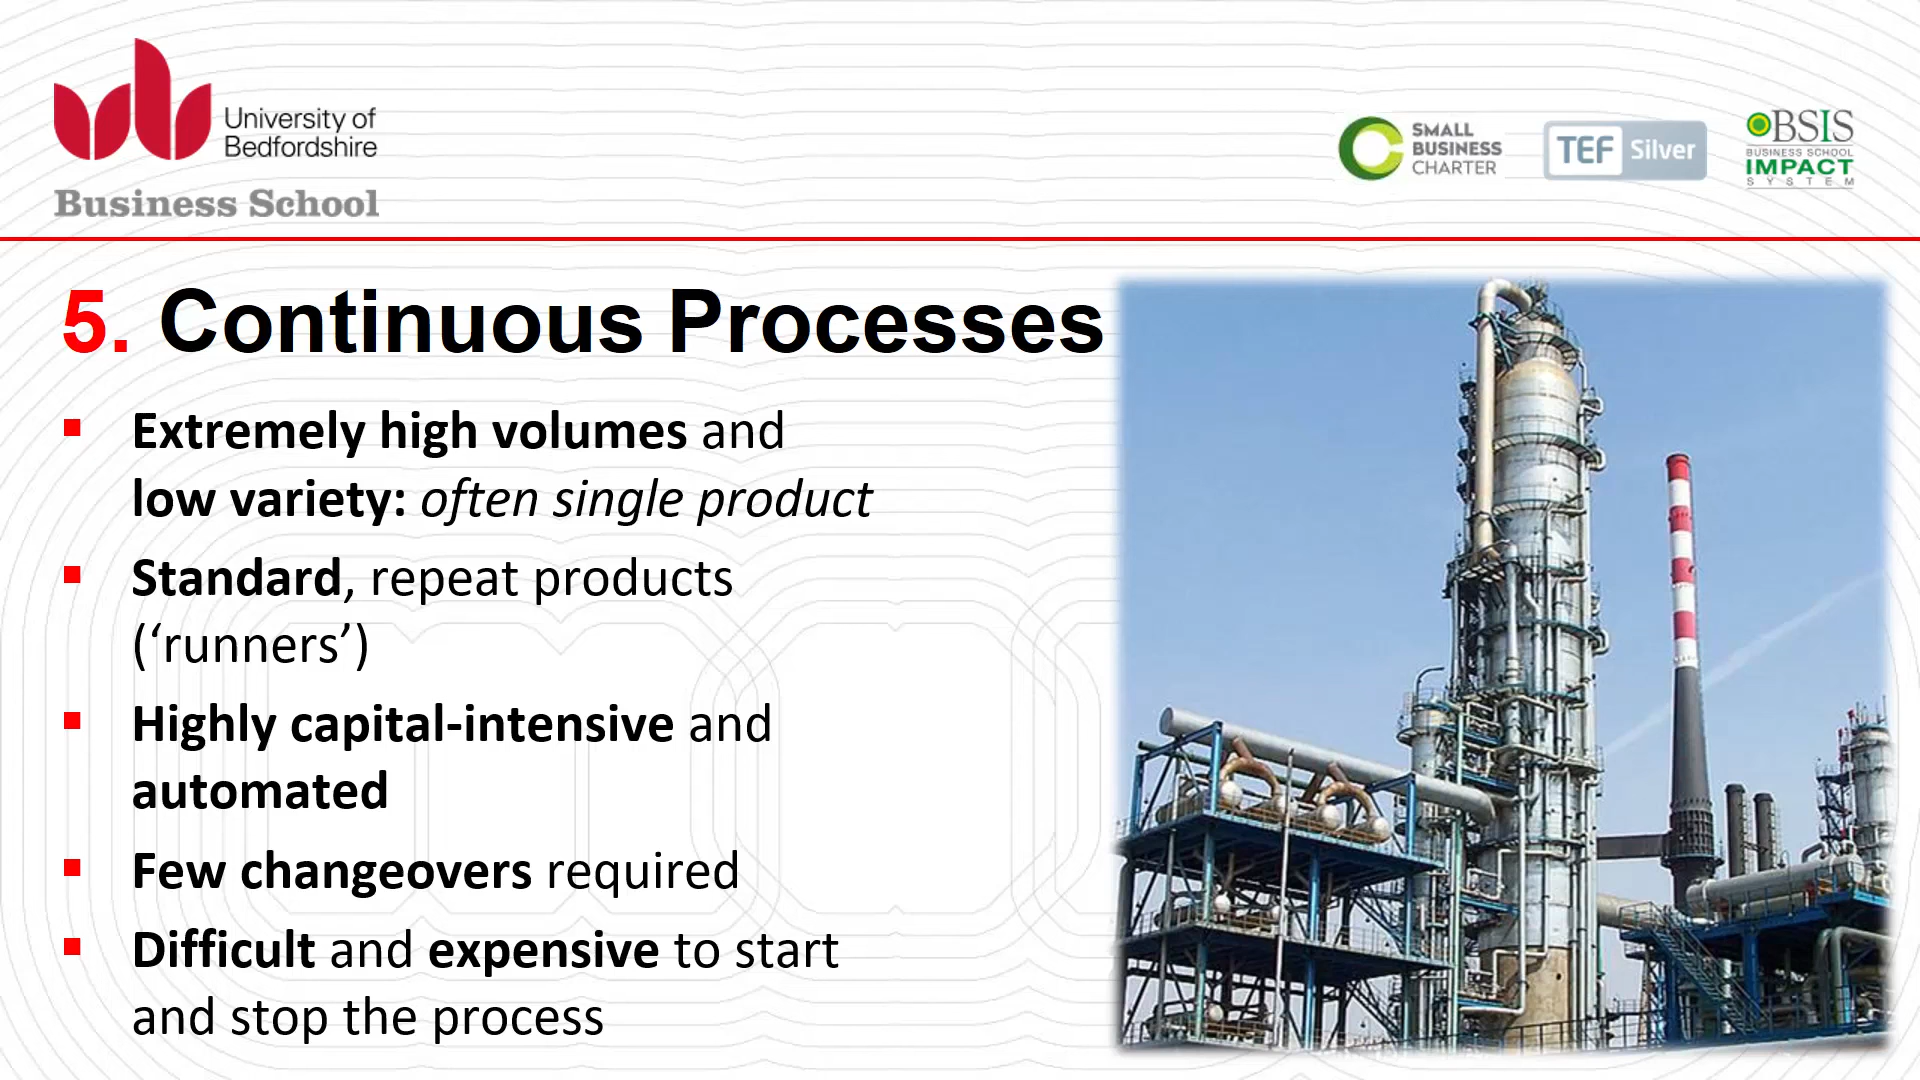 University of
Bedfordshire
Business School
SMALL
BUSINESS
CHARTER
TEF Silver
BSIS
BUSINESS SCHOOL
IMPACT
SYSTEM
5. Continuous Processes
▪ Extremely high volumes and
low variety: often single product
▪ Standard, repeat products
(‘runners’)
▪ Highly capital-intensive and
automated
▪ Few changeovers required
▪ Difficult and expensive to start
and stop the process